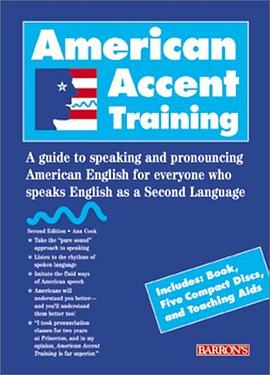 American
Accent
Training
A guide to speaking and pronouncing
American English for everyone who
speaks English as a Second Language
Second Edition • Ann Cook
• Take the "pure sound"
approach to speaking
• Listen to the rhythms of
spoken language
• Imitate the fluid ways
of American speech
• Americans will
understand you better—
and you'll understand
them better too!
• "I took pronunciation
classes for two years
at Princeton, and in my
opinion, American Accent
Training is far superior."
Includes: Book,
Five Compact Discs,
and Teaching Aids
BARRON'S